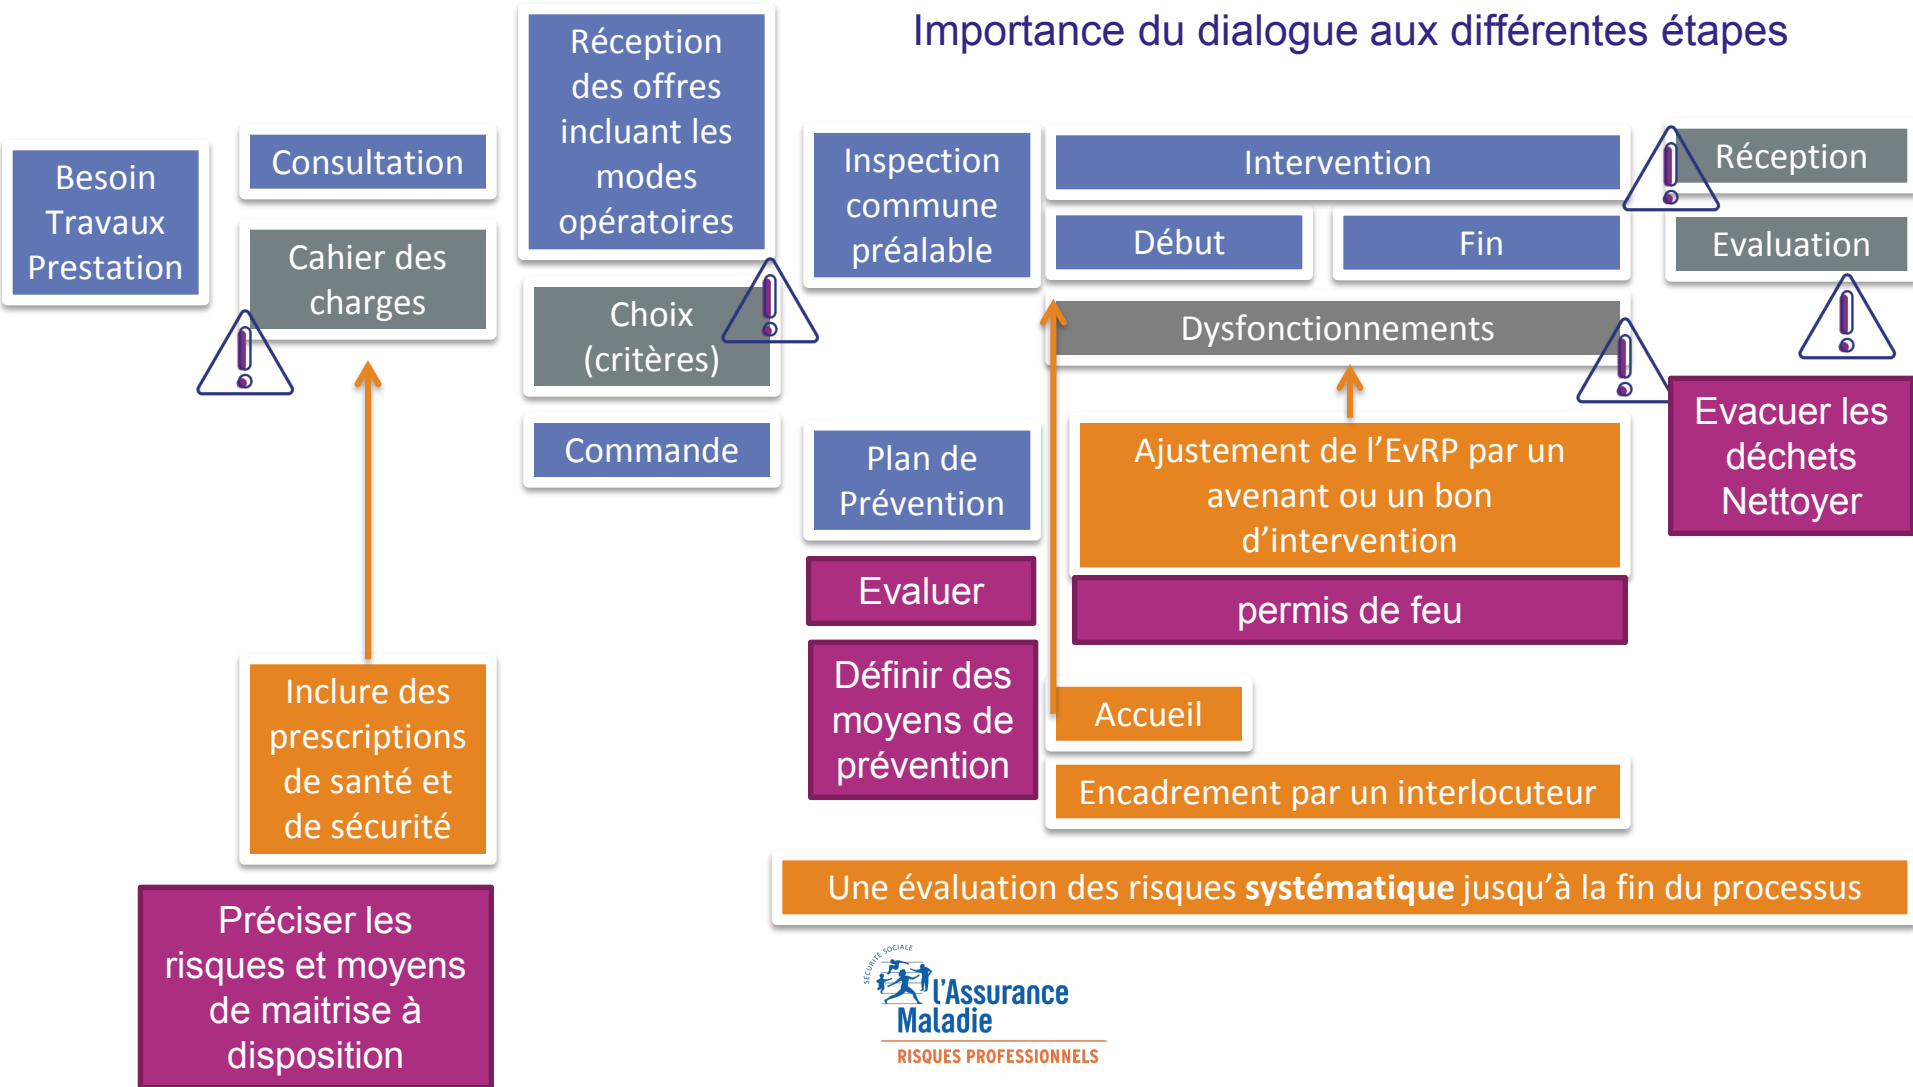 Importance du dialogue aux différentes étapes
Besoin
Travaux
Prestation
Consultation
Cahier des
charges
Inclure des
prescriptions
de santé et
de sécurité
Préciser les
risques et moyens
de maitrise à
disposition
Réception
des offres
incluant les
modes
opératoires
Choix
(critères)
Commande
Inspection
commune
préalable
Plan de
Prévention
Evaluer
Définir des
moyens de
prévention
Intervention
Début
Fin
Dysfonctionnements
Ajustement de l’EvRP par un
avenant ou un bon
d’intervention
permis de feu
Accueil
Encadrement par un interlocuteur
Réception
Evaluation
Evacuer les
déchets
Nettoyer
Une évaluation des risques systématique jusqu’à la fin du processus
SÉCURITÉ SOCIALE
l’Assurance
Maladie
RISQUES PROFESSIONNELS